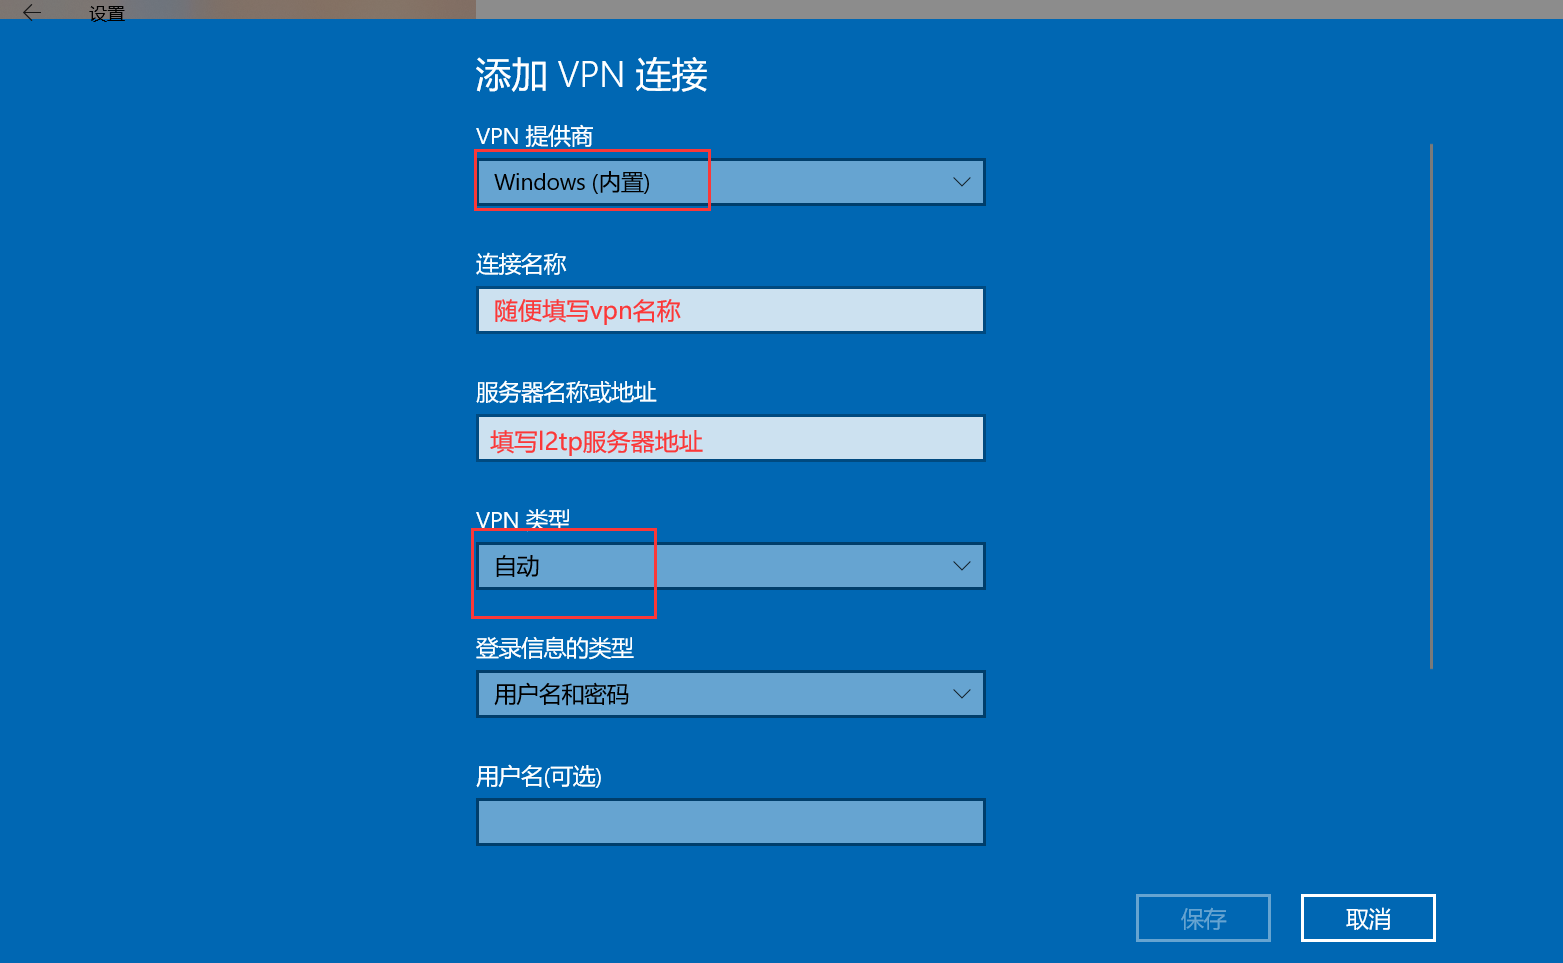 设置
添加 VPN 连接
VPN 提供商
Windows (内置)
连接名称
随便填写vpn名称
服务器名称或地址
填写l2tp服务器地址
VPN 类型
自动
登录信息的类型
用户名和密码
用户名(可选)
保存
取消